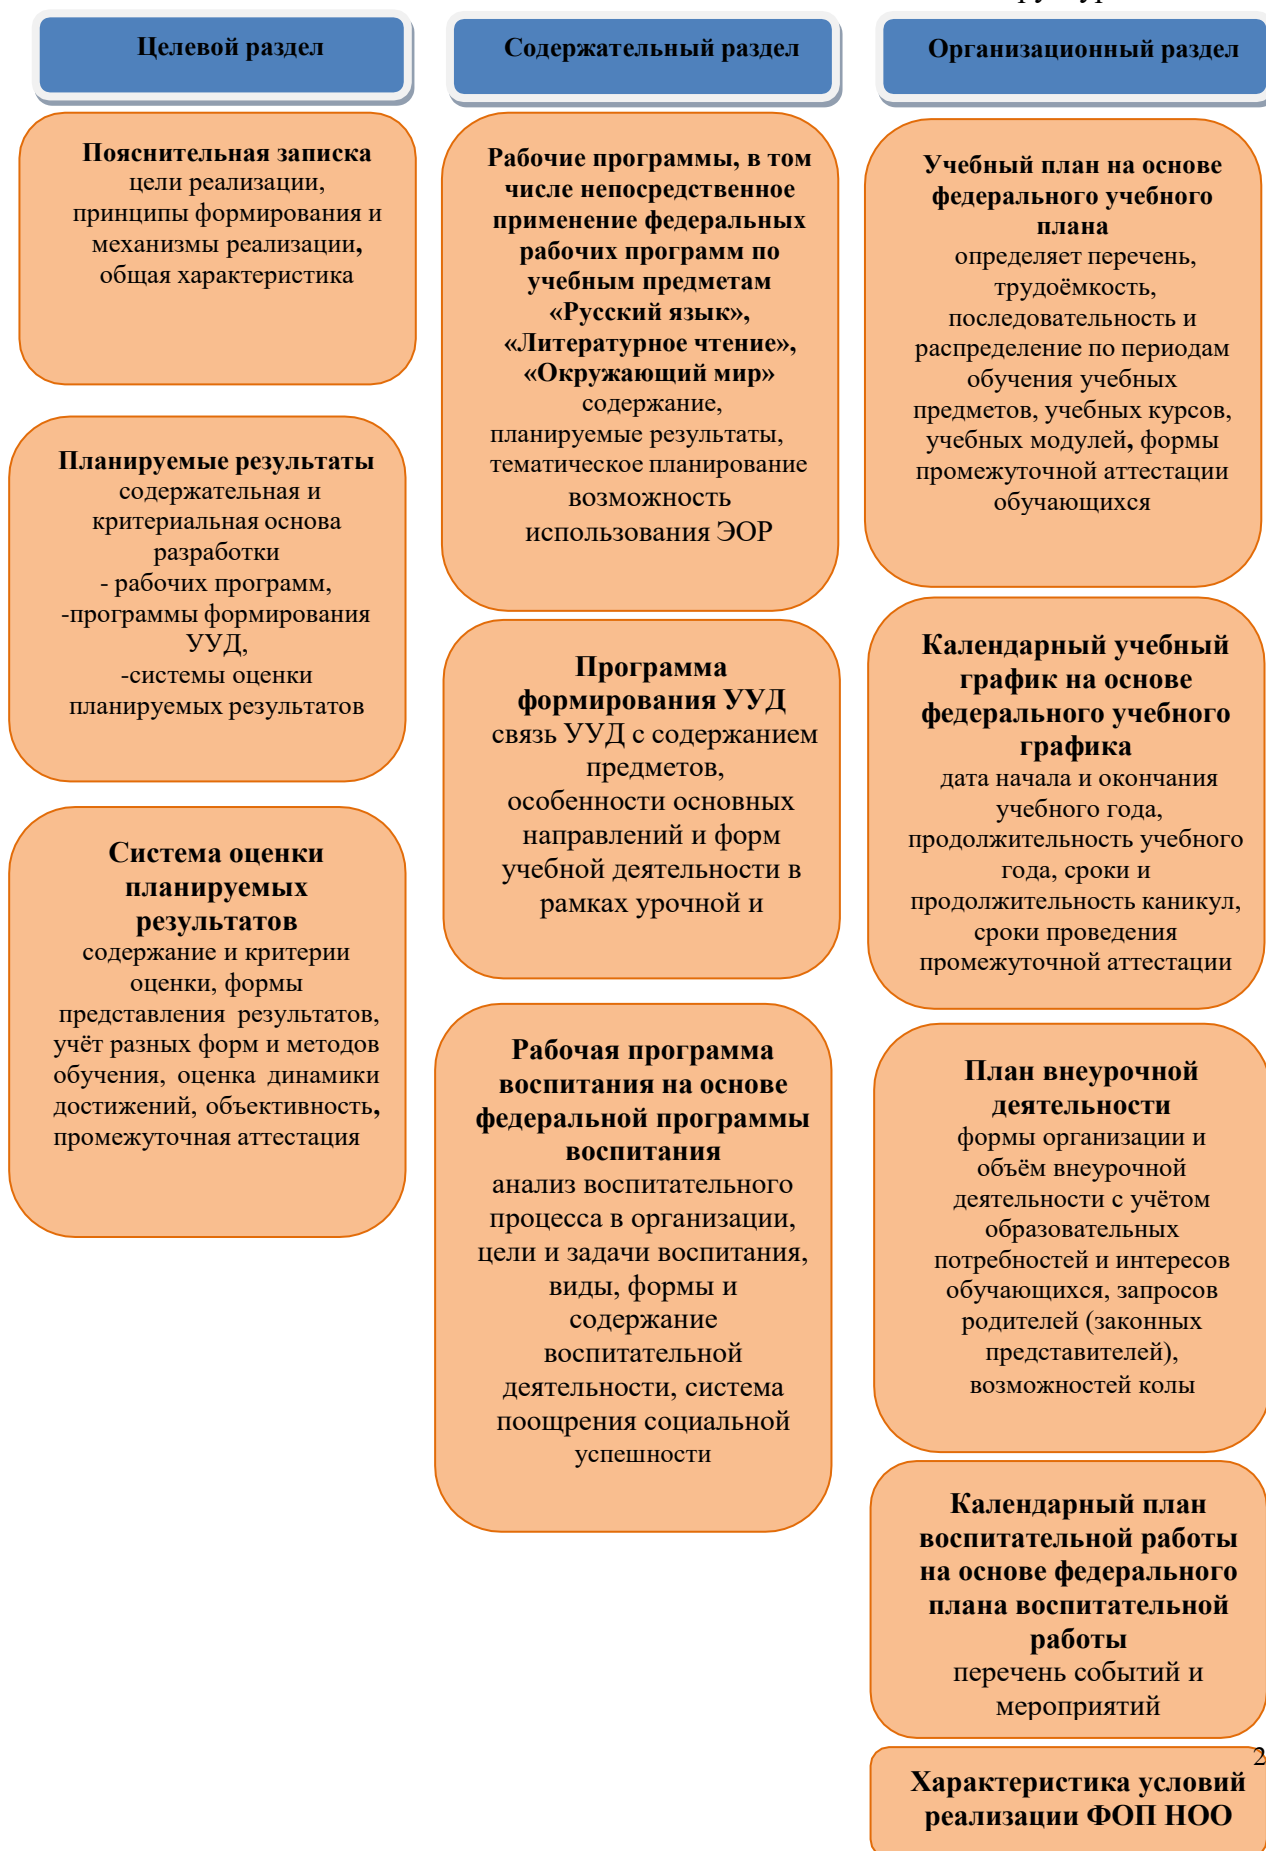 Целевой раздел
Пояснительная записка
цели реализации,
принципы формирования и
механизмы реализации,
общая характеристика
Планируемые результаты
содержательная и
критериальная основа
разработки
- рабочих программ,
-программы формирования
УУД,
-системы оценки
планируемых результатов
Система оценки
планируемых
результатов
содержание и критерии
оценки, формы
представления результатов,
учёт разных форм и методов
обучения, оценка динамики
достижений, объективность,
промежуточная аттестация
Содержательный раздел
Рабочие программы, в том
числе непосредственное
применение федеральных
рабочих программ по
учебным предметам
«Русский язык»,
«Литературное чтение»,
«Окружающий мир»
содержание,
планируемые результаты,
тематическое планирование
возможность
использования ЭОР
Программа
формирования УУД
связь УУД с содержанием
предметов,
особенности основных
направлений и форм
учебной деятельности в
рамках урочной и
Рабочая программа
воспитания на основе
федеральной программы
воспитания
анализ воспитательного
процесса в организации,
цели и задачи воспитания,
виды, формы и
содержание
воспитательной
деятельности, система
поощрения социальной
успешности
Организационный раздел
Учебный план на основе
федерального учебного
плана
определяет перечень,
трудоёмкость,
последовательность и
распределение по периодам
обучения учебных
предметов, учебных курсов,
учебных модулей, формы
промежуточной аттестации
обучающихся
Календарный учебный
график на основе
федерального учебного
графика
дата начала и окончания
учебного года,
продолжительность учебного
года, сроки и
продолжительность каникул,
сроки проведения
промежуточной аттестации
План внеурочной
деятельности
формы организации и
объём внеурочной
деятельности с учётом
образовательных
потребностей и интересов
обучающихся, запросов
родителей (законных
представителей),
возможностей колы
Календарный план
воспитательной работы
на основе федерального
плана воспитательной
работы
перечень событий и
мероприятий
2
Характеристика условий
реализации ФОП НОО